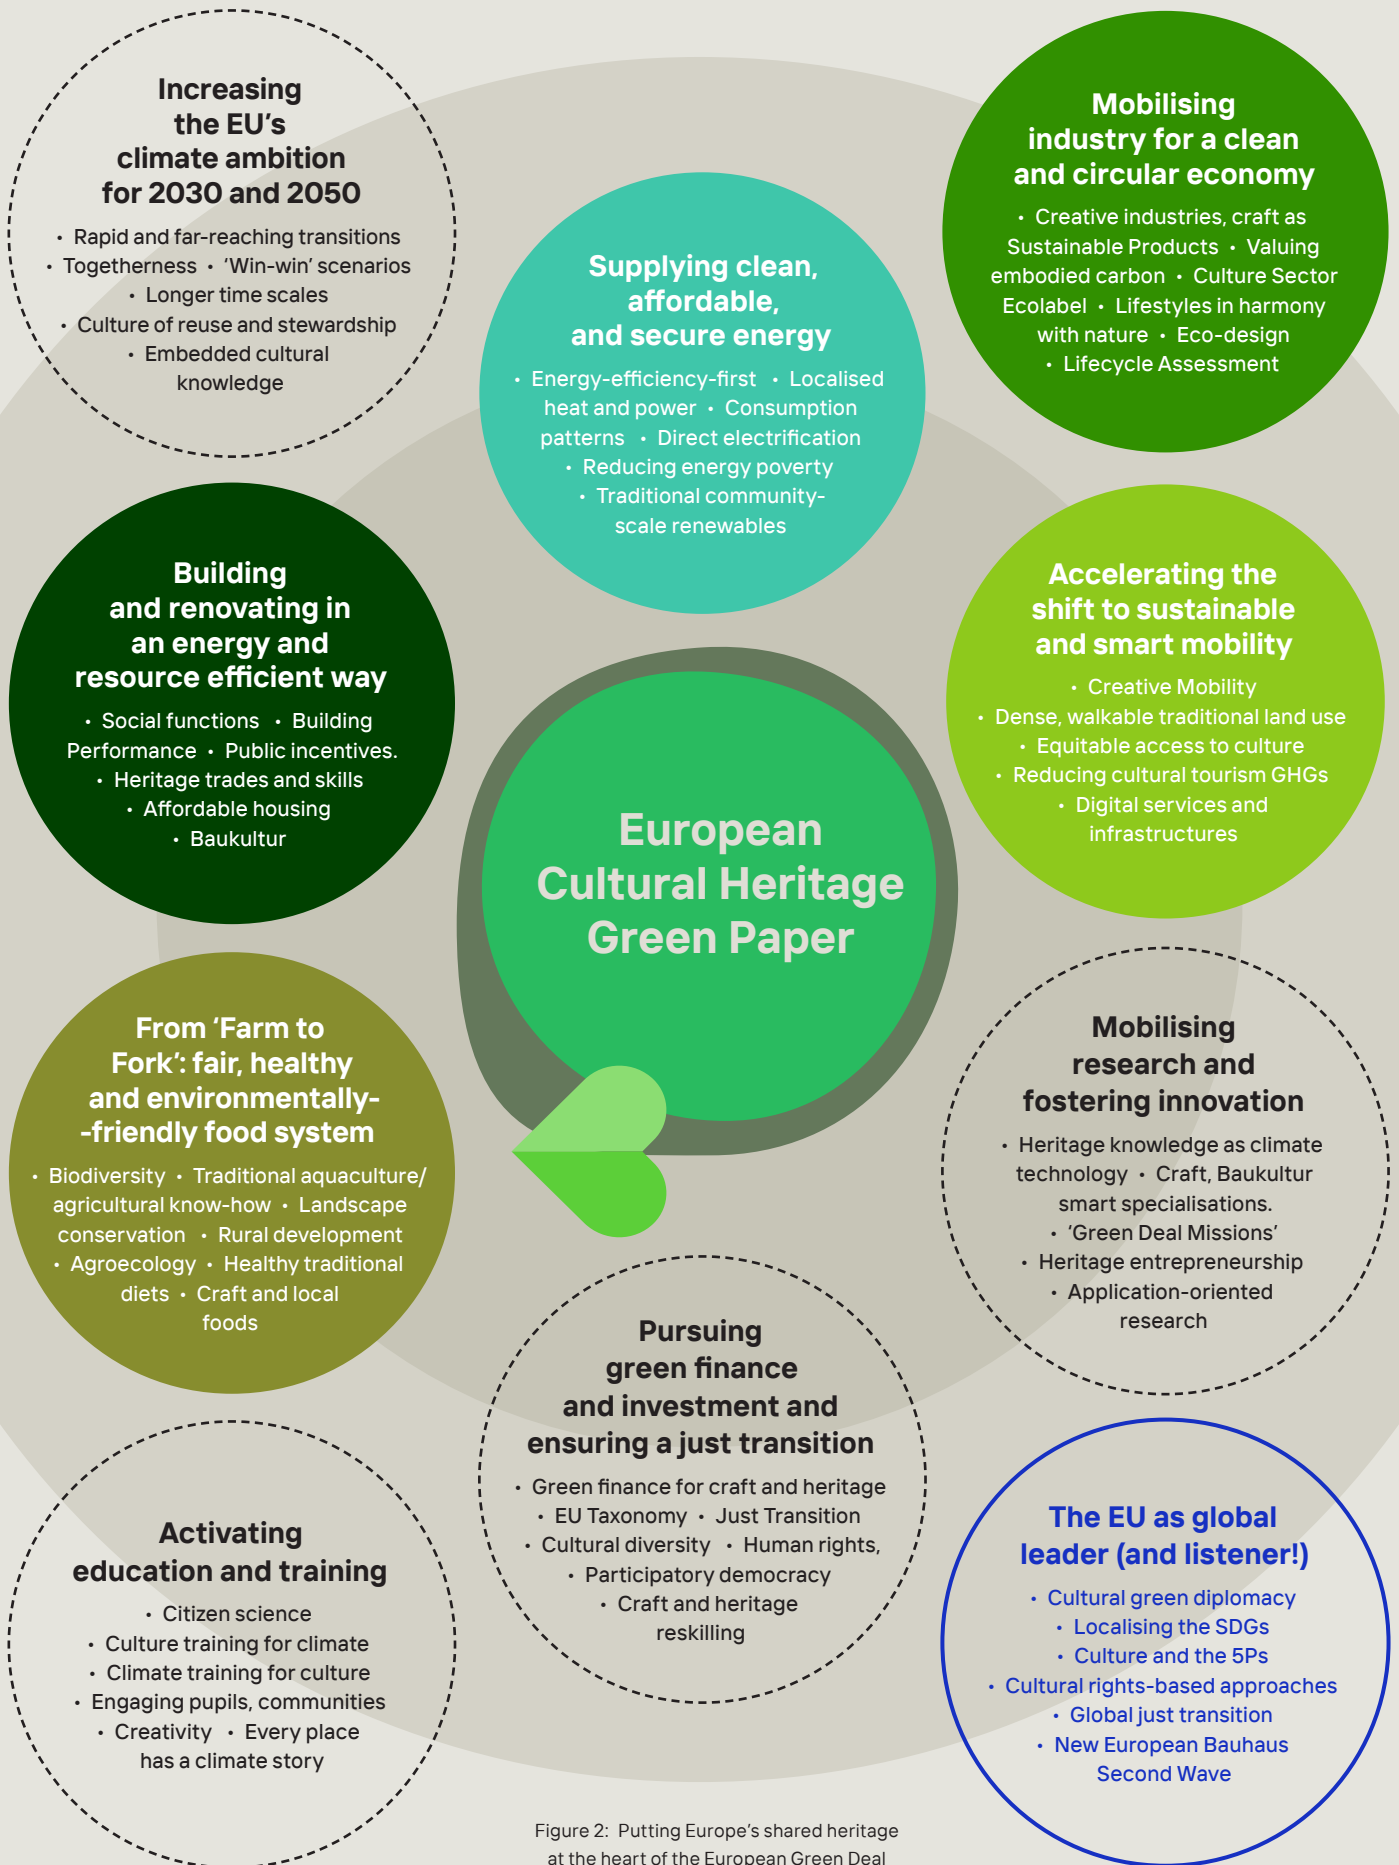 Increasing
the EU’s
climate ambition
for 2030 and 2050
• Rapid and far-reaching transitions
• Togetherness • ‘Win-win’ scenarios
• Longer time scales
• Culture of reuse and stewardship
• Embedded cultural
knowledge
Mobilising
industry for a clean
and circular economy
• Creative industries, craft as
Sustainable Products • Valuing
embodied carbon • Culture Sector
Ecolabel • Lifestyles in harmony
with nature • Eco-design
• Lifecycle Assessment
Supplying clean,
affordable,
and secure energy
• Energy-efficiency-first • Localised
heat and power • Consumption
patterns • Direct electrification
• Reducing energy poverty
• Traditional community-
scale renewables
Building
and renovating in
an energy and
resource efficient way
• Social functions • Building
Performance • Public incentives.
• Heritage trades and skills
• Affordable housing
• Baukultur
Accelerating the
shift to sustainable
and smart mobility
• Creative Mobility
• Dense, walkable traditional land use
• Equitable access to culture
• Reducing cultural tourism GHGs
• Digital services and
infrastructures
European
Cultural Heritage
Green Paper
From ‘Farm to
Fork’: fair, healthy
and environmentally-
-friendly food system
• Biodiversity • Traditional aquaculture/
agricultural know-how • Landscape
conservation • Rural development
• Agroecology • Healthy traditional
diets • Craft and local
foods
Mobilising
research and
fostering innovation
• Heritage knowledge as climate
technology • Craft, Baukultur
smart specialisations.
• ‘Green Deal Missions’
• Heritage entrepreneurship
• Application-oriented
research
Pursuing
green finance
and investment and
ensuring a just transition
• Green finance for craft and heritage
• EU Taxonomy • Just Transition
• Cultural diversity • Human rights,
• Participatory democracy
• Craft and heritage
reskilling
Activating
education and training
• Citizen science
• Culture training for climate
• Climate training for culture
• Engaging pupils, communities
• Creativity • Every place
has a climate story
The EU as global
leader (and listener!)
• Cultural green diplomacy
• Localising the SDGs
• Culture and the 5Ps
• Cultural rights-based approaches
• Global just transition
• New European Bauhaus
Second Wave
Figure 2: Putting Europe’s shared heritage
at the heart of the European Green Deal